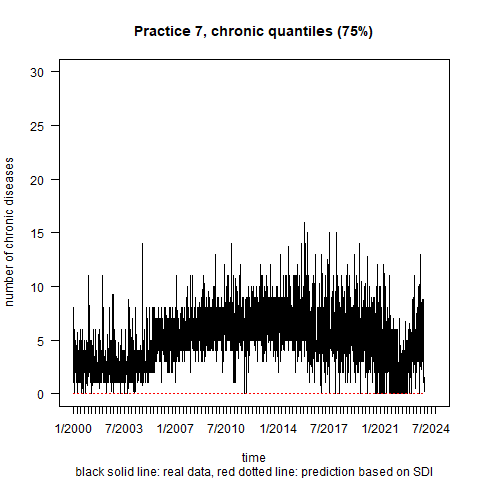 Practice 7, chronic quantiles (75%)
number of chronic diseases
30
25
20
15
10
5
0
1/2000 7/2003 1/2007 7/2010 1/2014 7/2017 1/2021 7/2024
time
black solid line: real data, red dotted line: prediction based on SDI